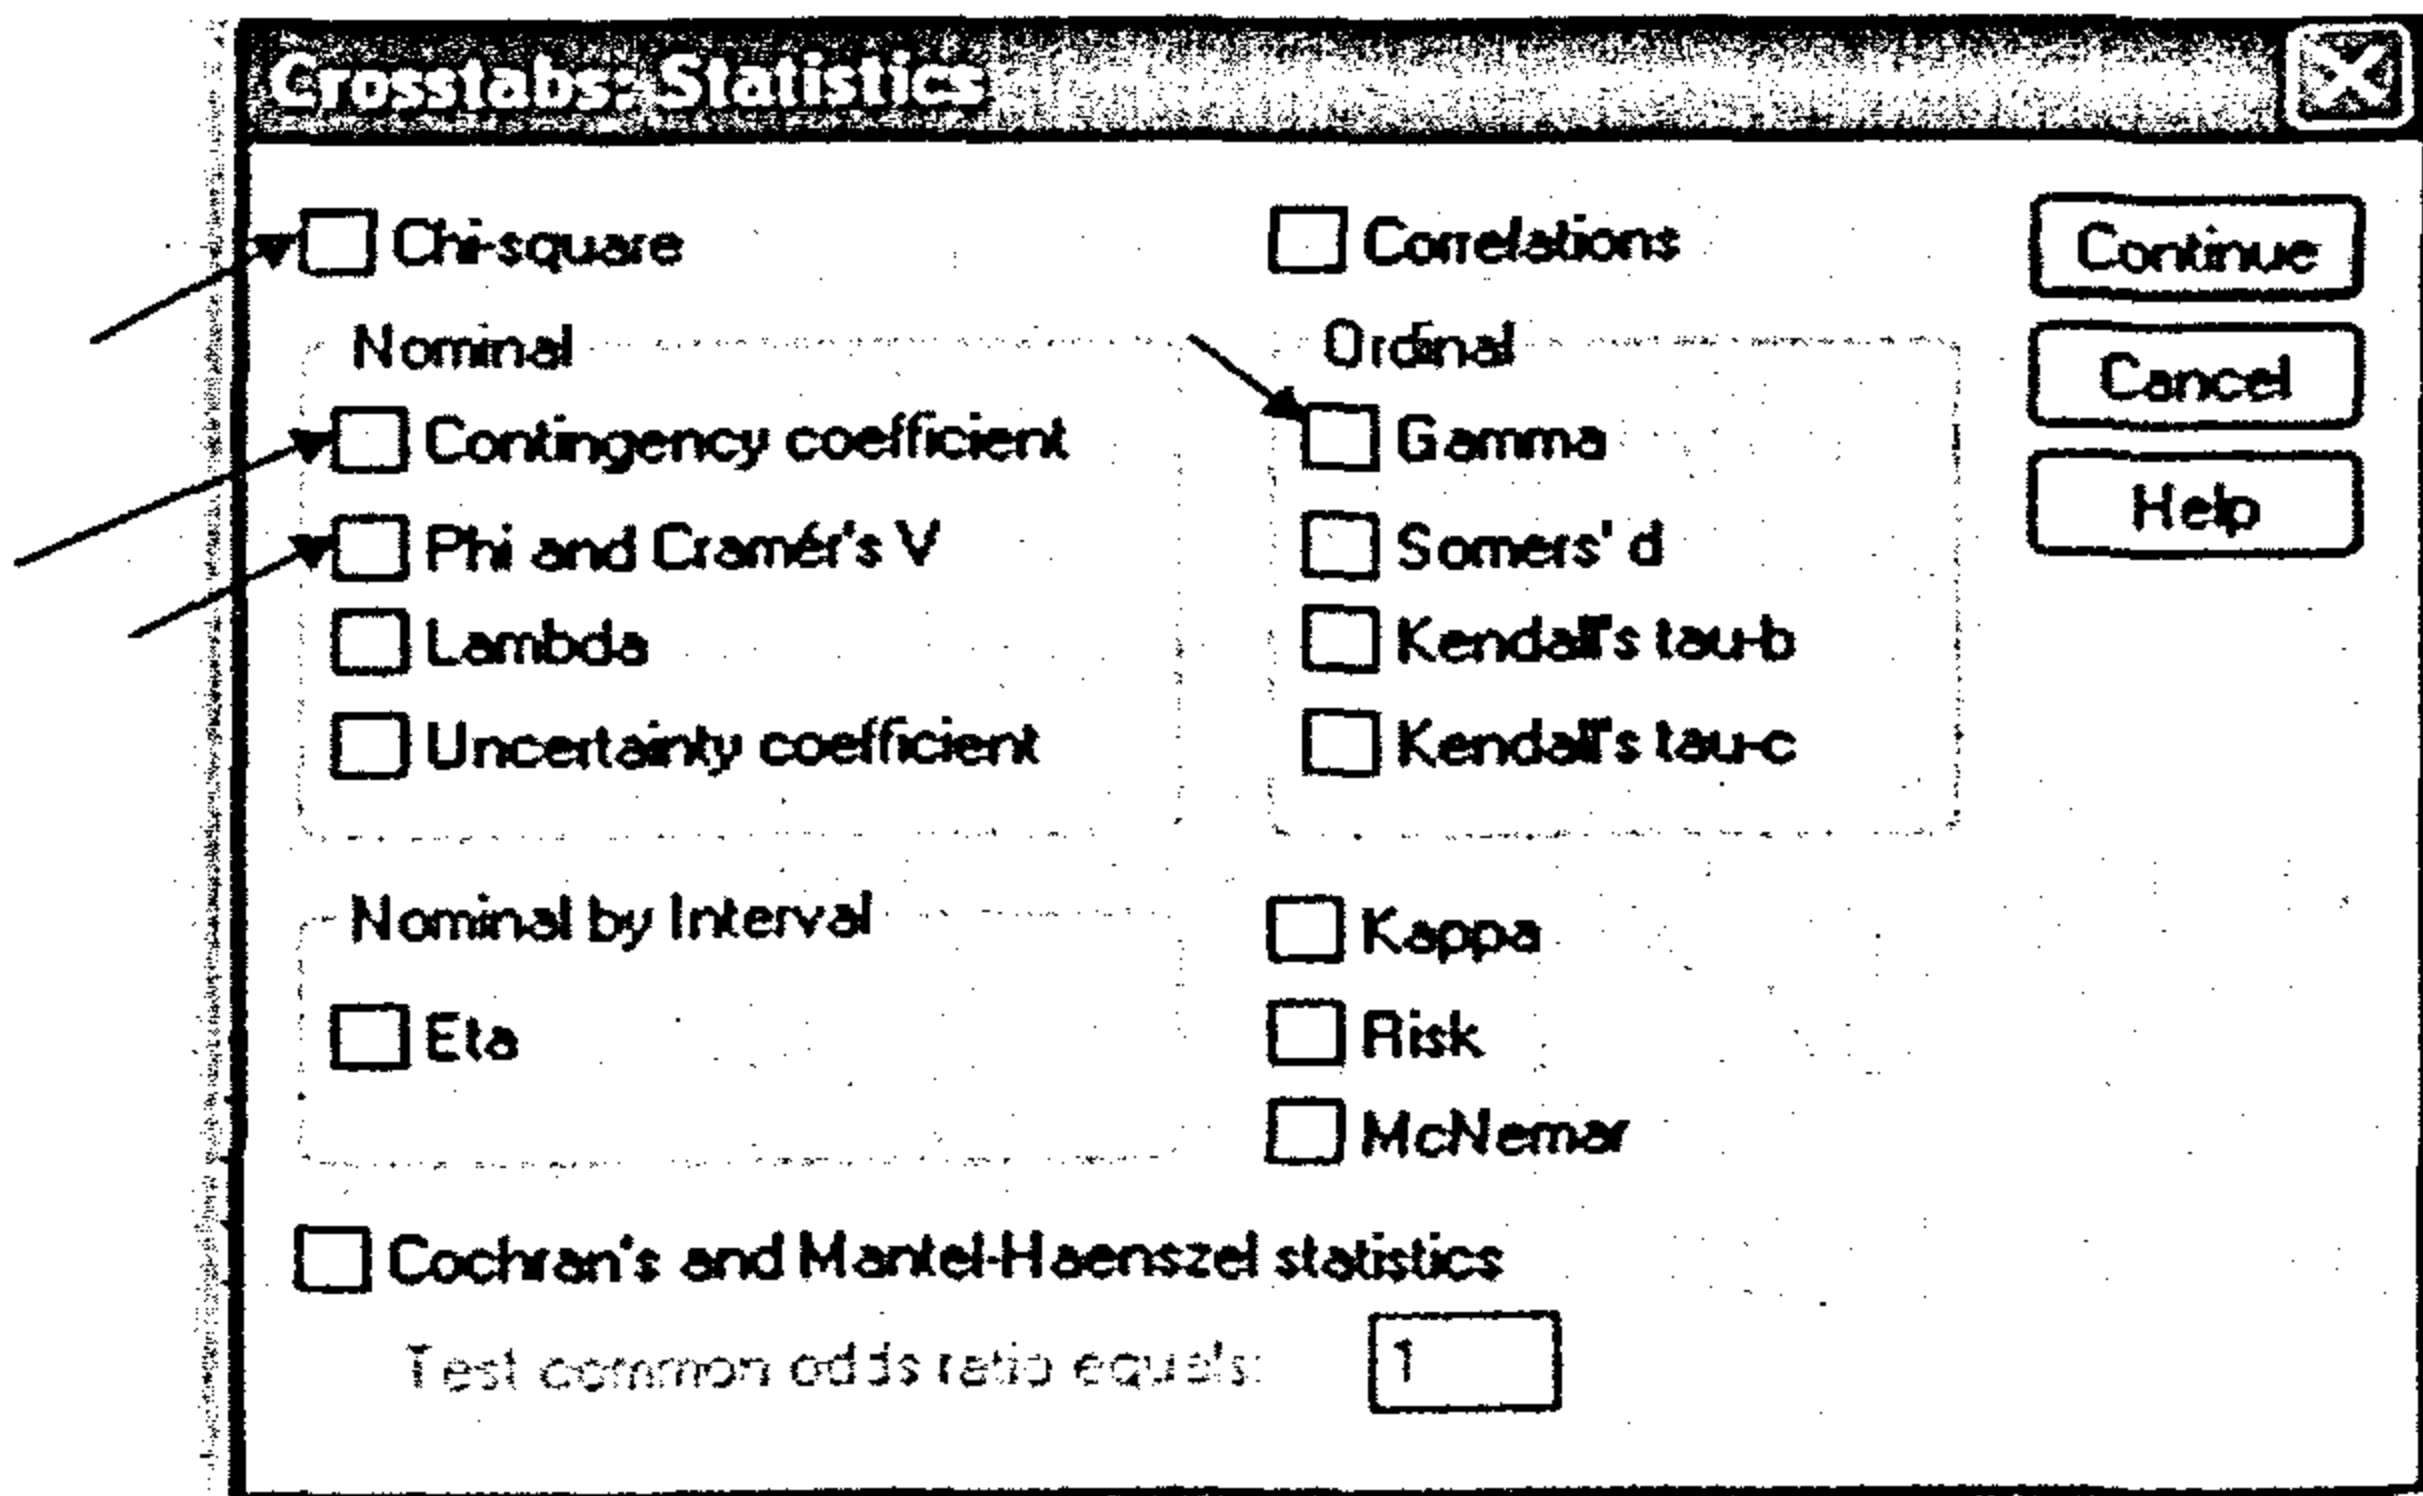 Crosstabs: Statistics
Chi-square
Correlations
Continue
Nominal
Ordinal
Cancel
Contingency coefficient
Gamma
Help
Phi and Cramér's V
Somers' d
Lambda
Kendall's tau-b
Uncertainty coefficient
Kendall's tau-c
Nominal by Interval
Kappa
Eta
Risk
McNemar
Cochran's and Mantel-Haenszel statistics
Test common odds ratio equals: 1